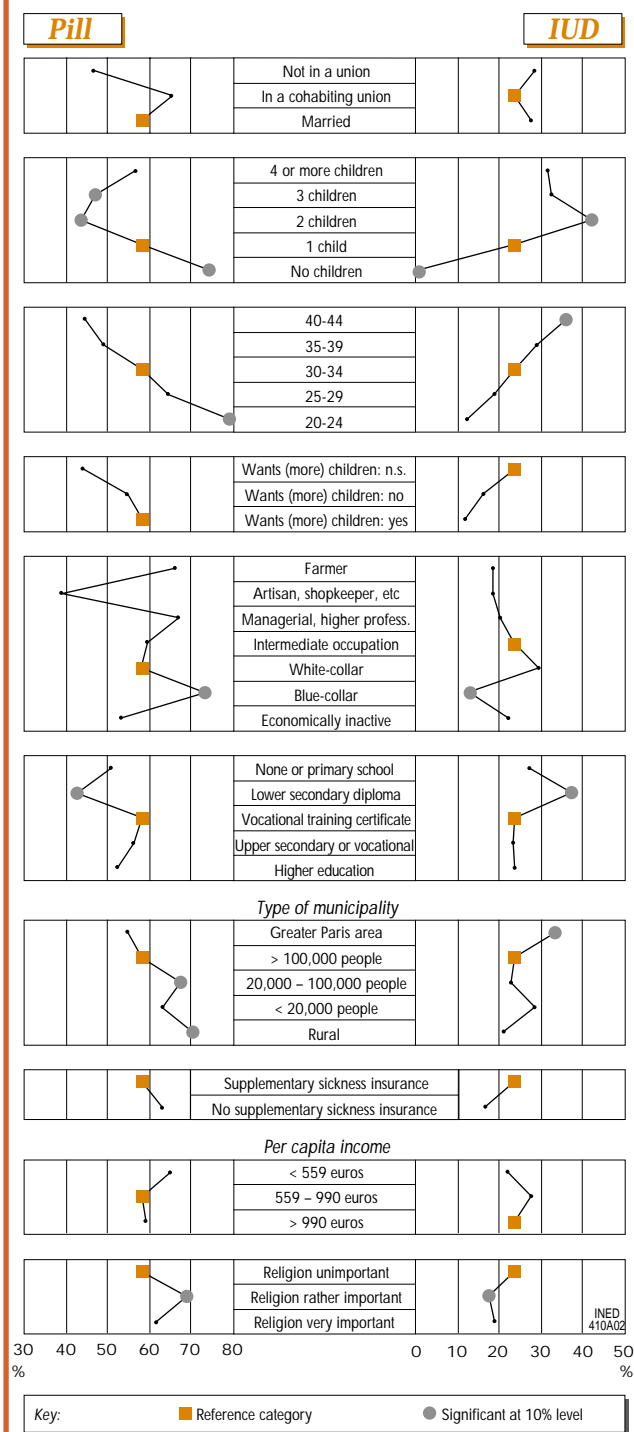 Pill IUD
Not in a union
In a cohabiting union
Married
4 or more children
3 children
2 children
1 child
No children
40-44
35-39
30-34
25-29
20-24
Wants (more) children: n.s.
Wants (more) children: no
Wants (more) children: yes
Farmer
Artisan, shopkeeper, etc
Managerial, higher profess.
Intermediate occupation
White-collar
Blue-collar
Economically inactive
None or primary school
Lower secondary diploma
Vocational training certificate
Upper secondary or vocational
Higher education
Type of municipality
Greater Paris area
> 100,000 people
20,000 – 100,000 people
< 20,000 people
Rural
Supplementary sickness insurance
No supplementary sickness insurance
Per capita income
< 559 euros
559 – 990 euros
> 990 euros
Religion unimportant
Religion rather important
Religion very important
INED
410A02
30 40 50 60 70 80 0 10 20 30 40 50
% %
Key: Reference category Significant at 10% level